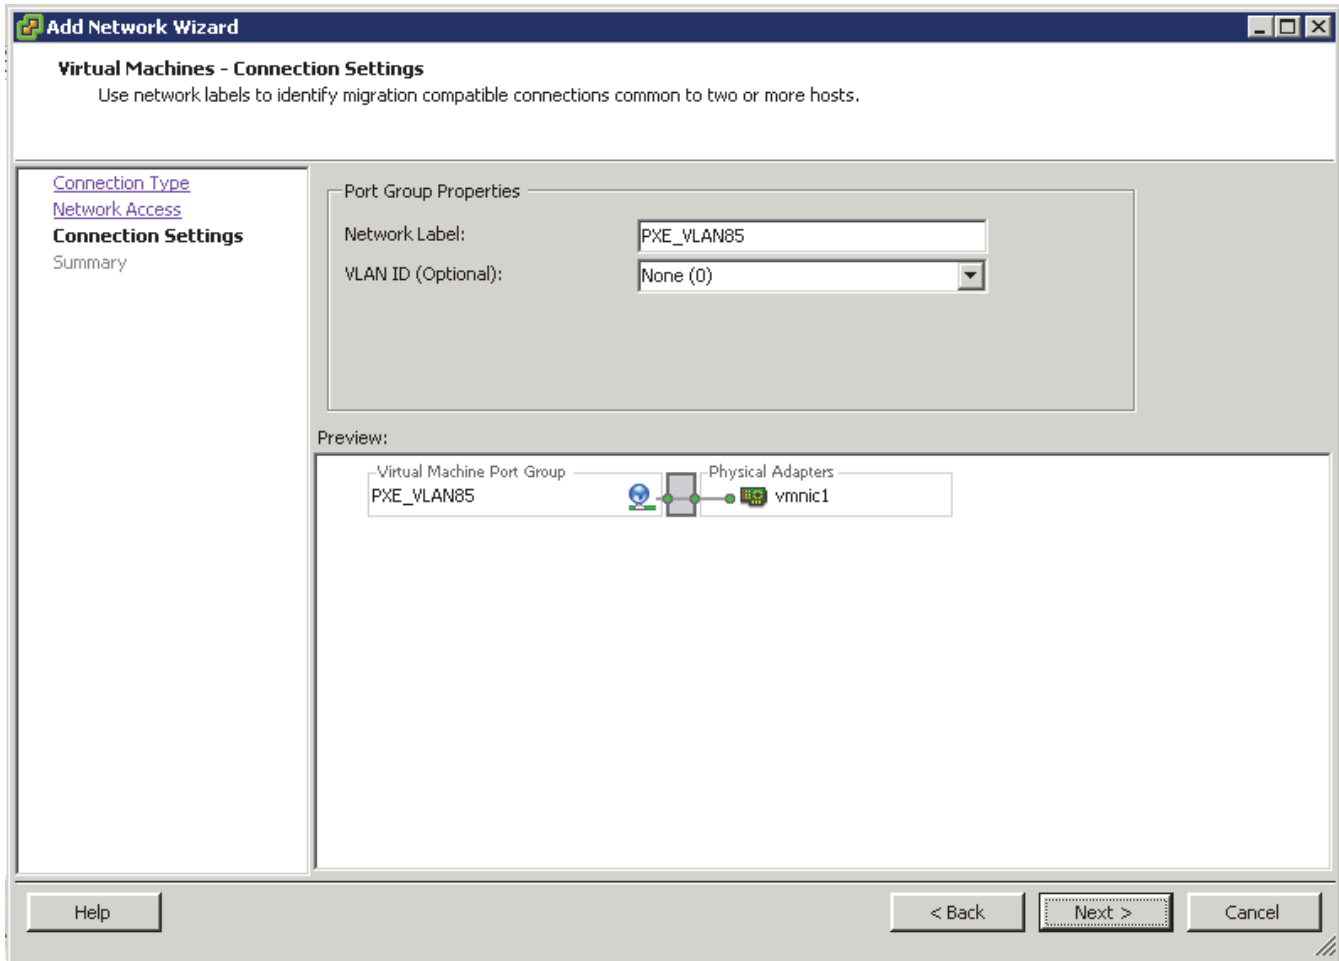 Add Network Wizard
Virtual Machines - Connection Settings
Use network labels to identify migration compatible connections common to two or more hosts.
Connection Type
Network Access
Connection Settings
Summary
Port Group Properties
Network Label:
PXE_VLAN85
VLAN ID (Optional):
None (0)
Preview:
Virtual Machine Port Group
PXE_VLAN85
Physical Adapters
vmnic1
Help
< Back
Next >
Cancel